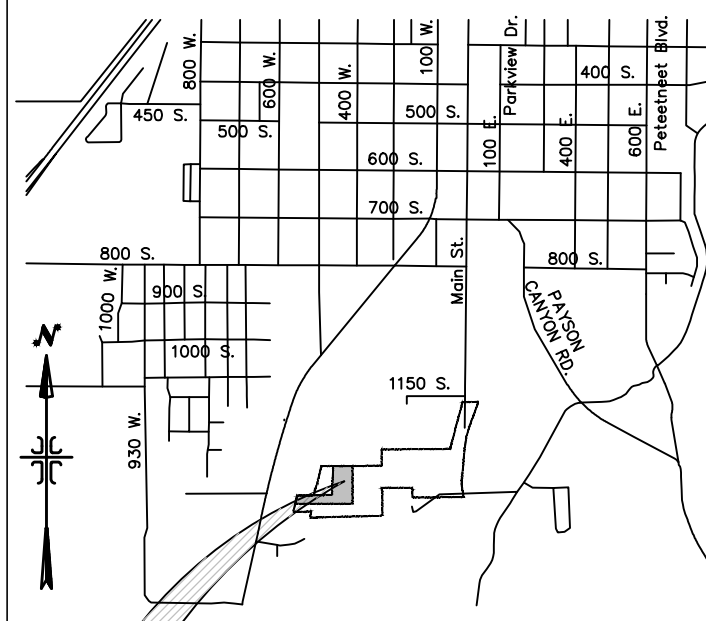 800 W.
600 W.
400 W.
100 W.
Parkview Dr.
Peteetneet Blvd.
400 S.
450 S.
500 S.
500 S.
100 E.
400 E.
600 E.
600 S.
700 S.
800 S.
Main St.
800 S.
1000 W.
900 S.
PAYSON
CANYON RD.
N
1000 S.
1150 S.
930 W.